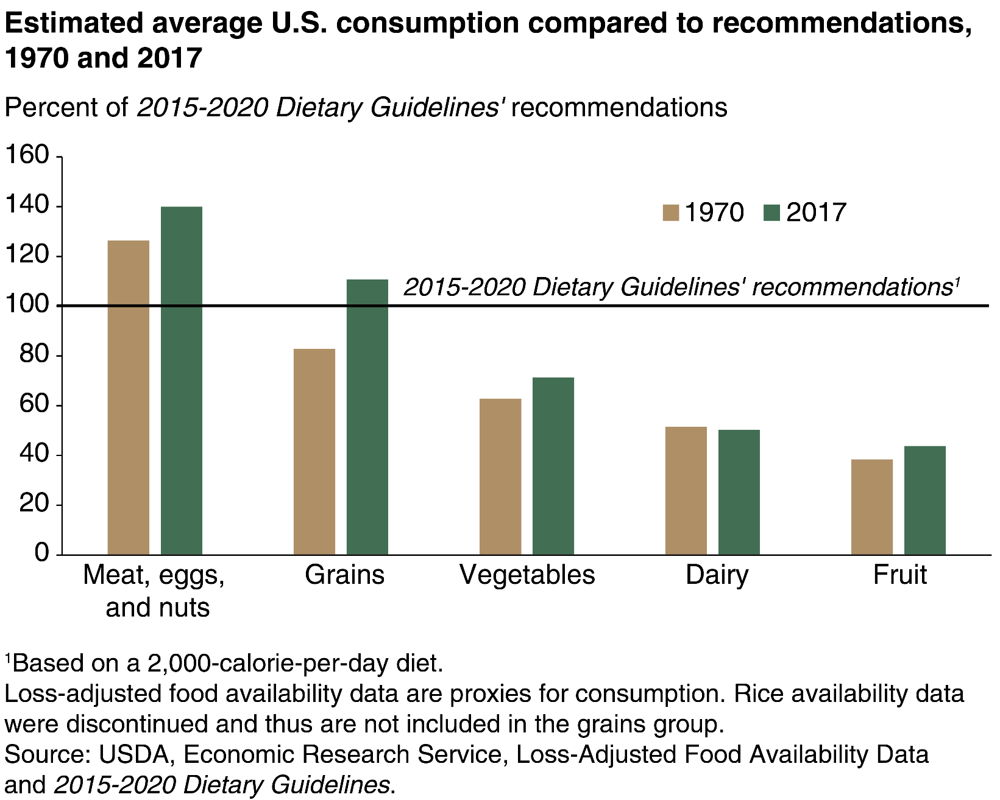 Estimated average U.S. consumption compared to recommendations,
1970 and 2017
Percent of 2015-2020 Dietary Guidelines' recommendations
160
140
120
100
80
60
40
20
0
1970
2017
2015-2020 Dietary Guidelines' recommendations¹
Meat, eggs,
and nuts
Grains
Vegetables
Dairy
Fruit
¹Based on a 2,000-calorie-per-day diet.
Loss-adjusted food availability data are proxies for consumption. Rice availability data
were discontinued and thus are not included in the grains group.
Source: USDA, Economic Research Service, Loss-Adjusted Food Availability Data
and 2015-2020 Dietary Guidelines.